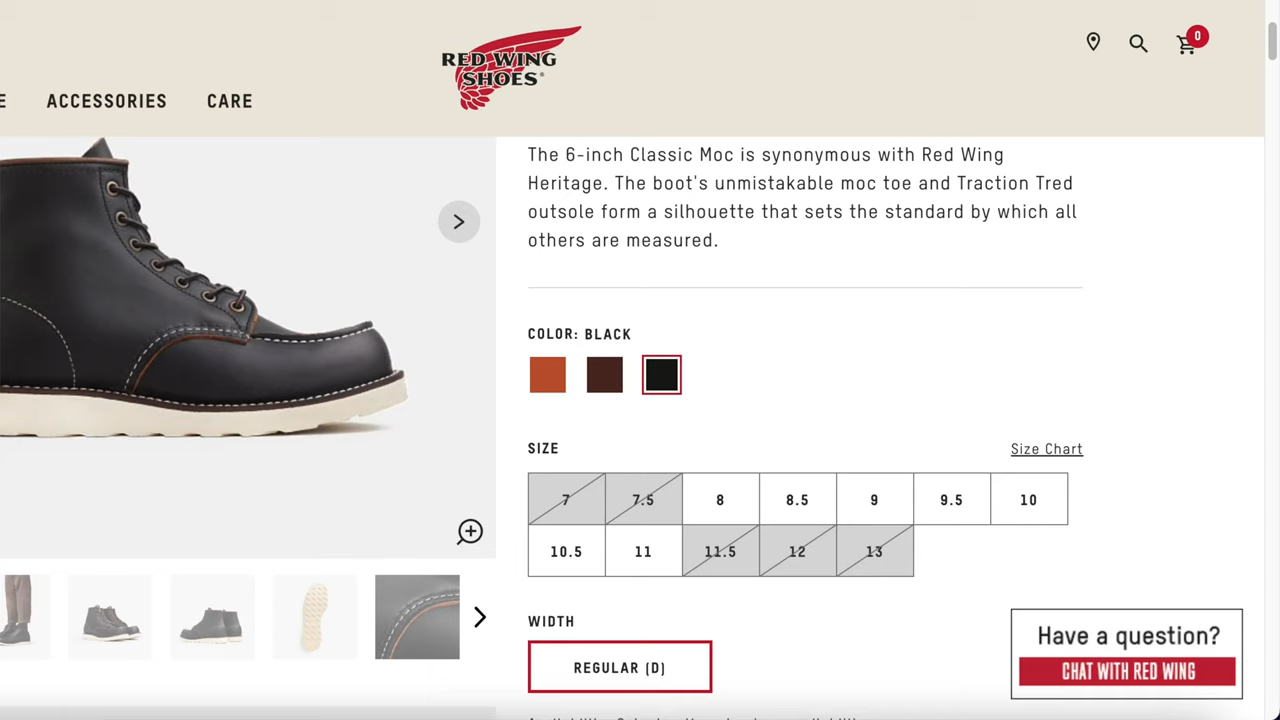 RED WING
SHOES
0
E ACCESSORIES CARE
The 6-inch Classic Moc is synonymous with Red Wing
Heritage. The boot's unmistakable moc toe and Traction Tred
outsole form a silhouette that sets the standard by which all
others are measured.
COLOR: BLACK
SIZE
Size Chart
7 7.5 8 8.5 9 9.5 10
10.5 11 11.5 12 13
WIDTH
REGULAR (D)
Have a question?
CHAT WITH RED WING